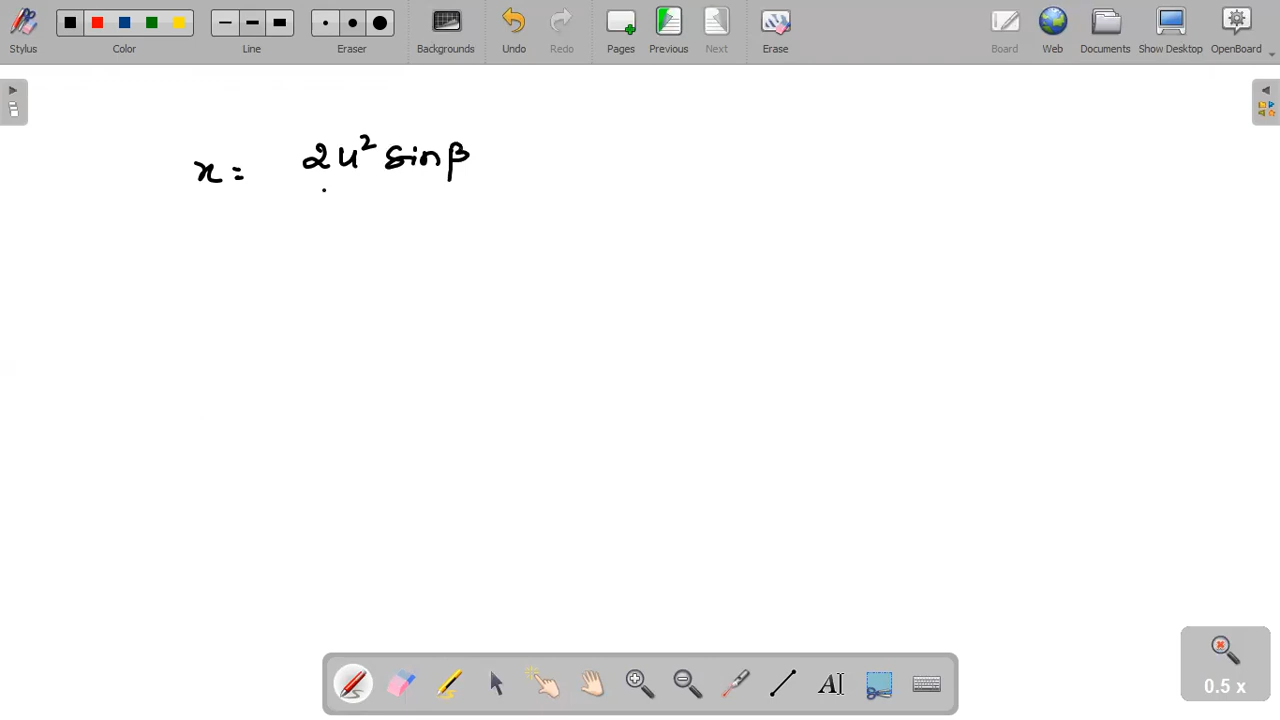 Stylus Color Line Eraser Backgrounds Undo Redo Pages Previous Next Erase Board Web Documents Show Desktop OpenBoard
x = 2u² sinβ
AI
0.5 x